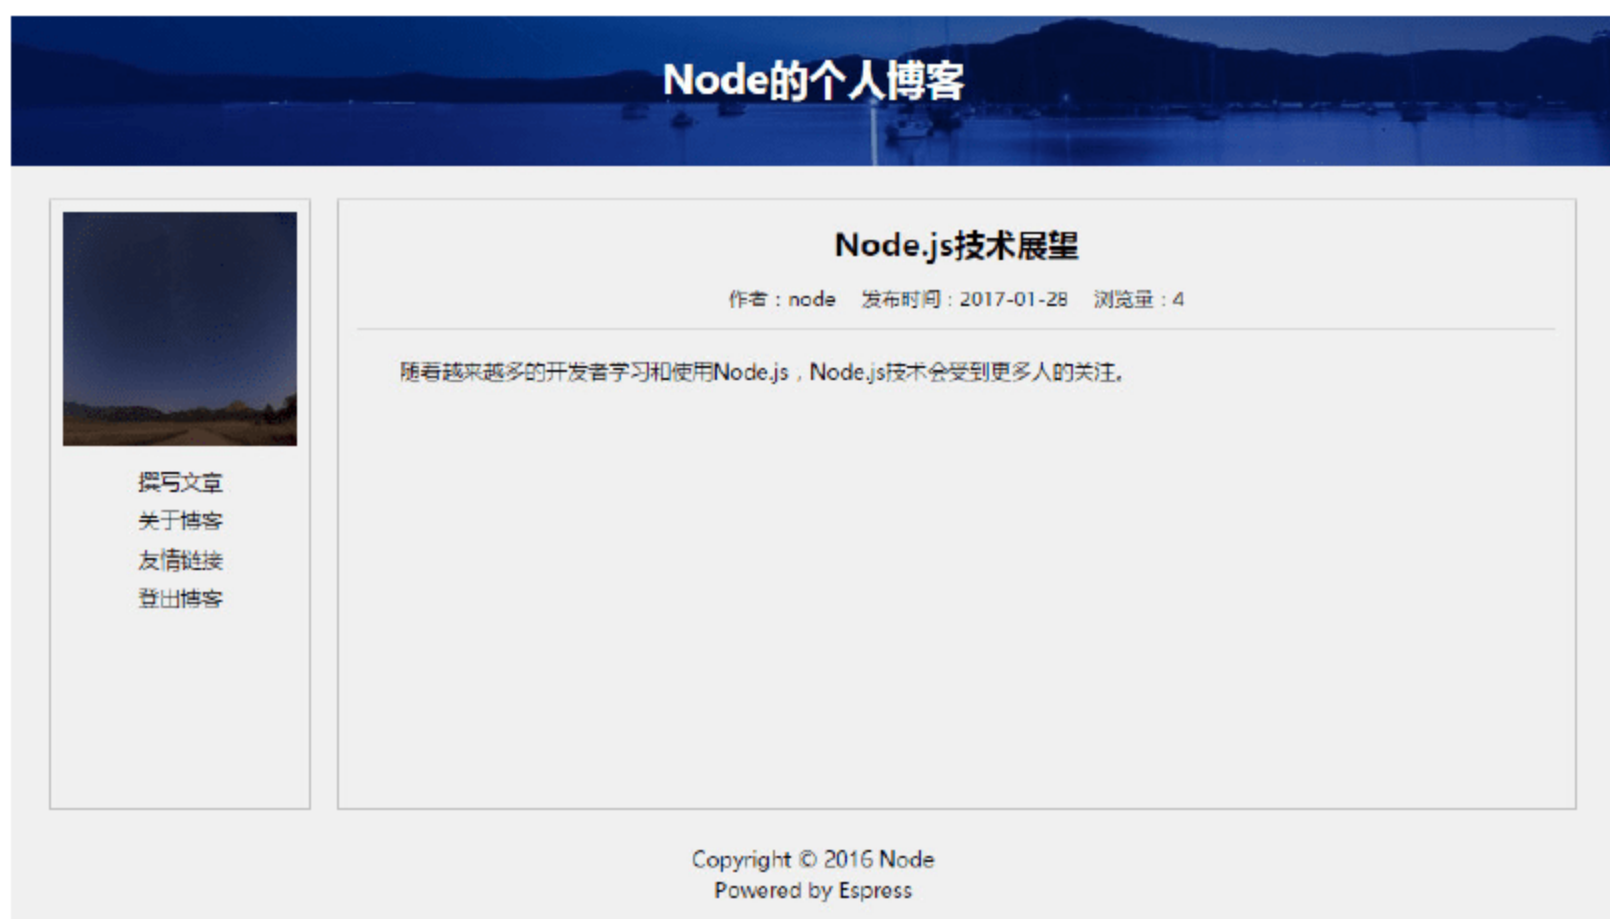 Node的个人博客
Node.js技术展望
作者：node 发布时间：2017-01-28 浏览量：4
随着越来越多的开发者学习和使用Node.js，Node.js技术会受到更多人的关注。
撰写文章
关于博客
友情链接
登出博客
Copyright © 2016 Node
Powered by Espress